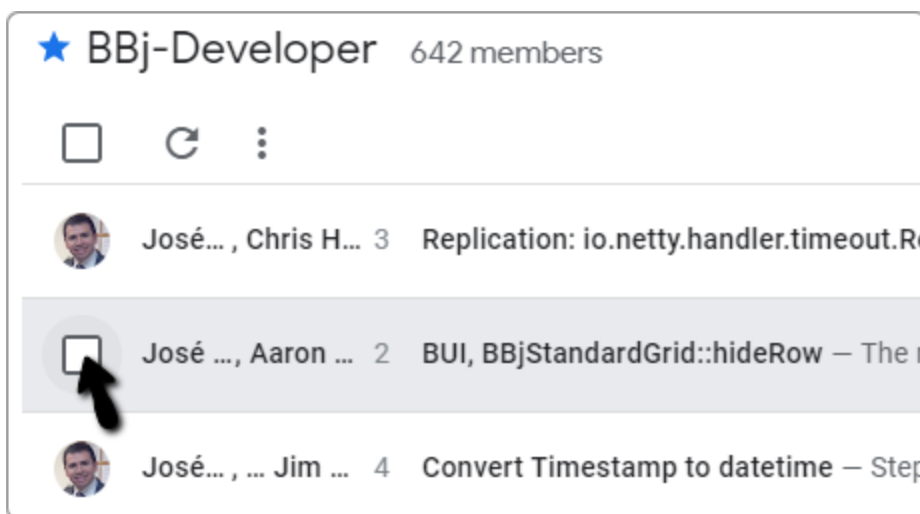 BBj-Developer 642 members
José… , Chris H… 3 Replication: io.netty.handler.timeout.R
José …, Aaron … 2 BUI, BBjStandardGrid::hideRow — The
José… , … Jim … 4 Convert Timestamp to datetime — Step